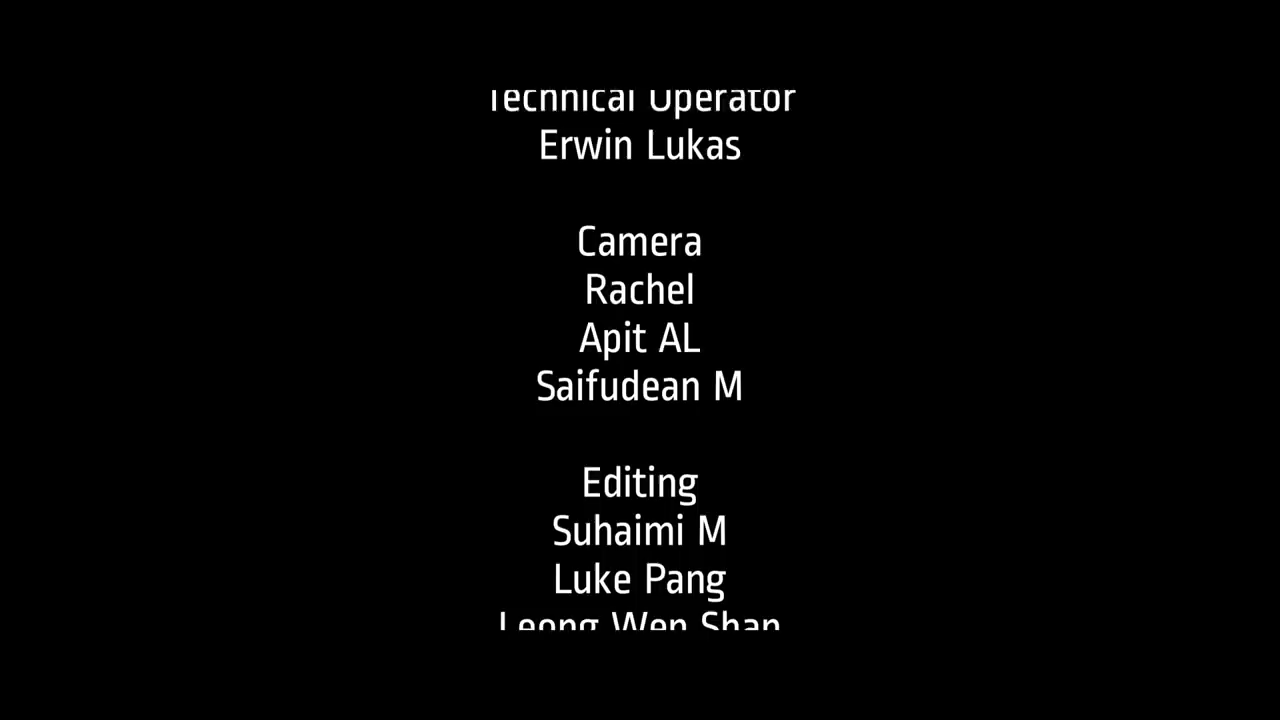 Technical Operator
Erwin Lukas
Camera
Rachel
Apit AL
Saifudean M
Editing
Suhaimi M
Luke Pang
Leong Wen Shan